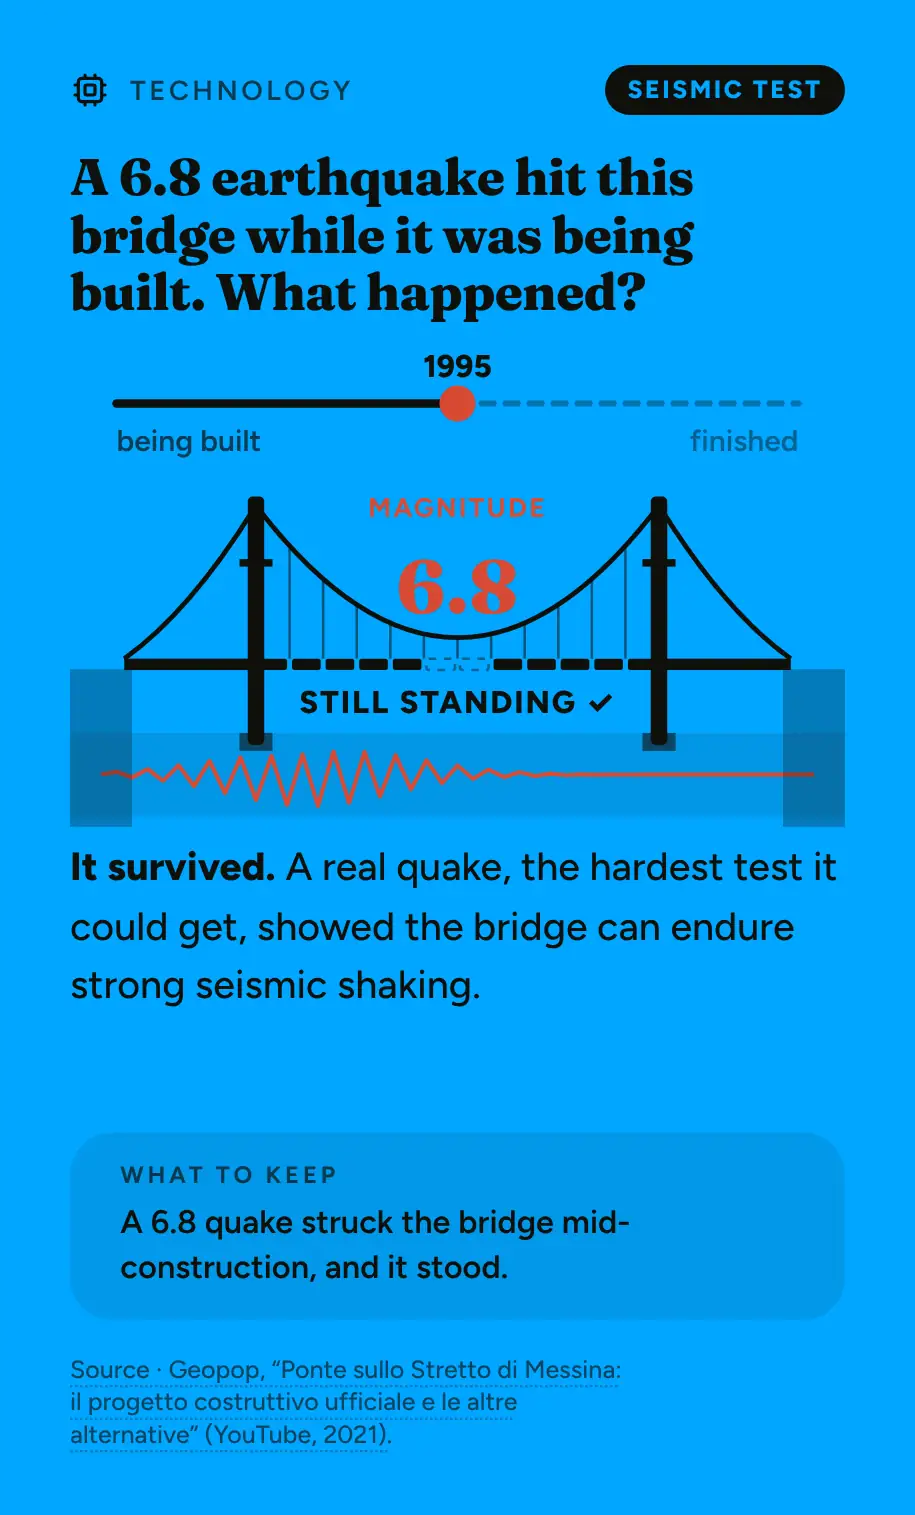 TECHNOLOGY
SEISMIC TEST
A 6.8 earthquake hit this
bridge while it was being
built. What happened?
1995
being built
finished
MAGNITUDE
6.8
STILL STANDING ✓
It survived. A real quake, the hardest test it
could get, showed the bridge can endure
strong seismic shaking.
WHAT TO KEEP
A 6.8 quake struck the bridge mid-
construction, and it stood.
Source · Geopop, “Ponte sullo Stretto di Messina:
il progetto costruttivo ufficiale e le altre
alternative” (YouTube, 2021).